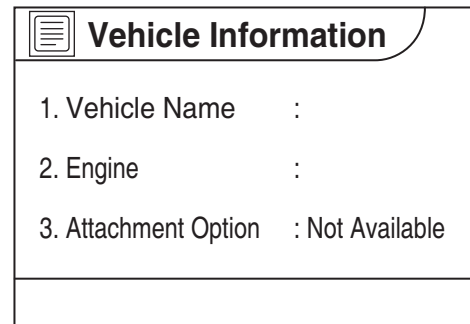 Vehicle Information
1. Vehicle Name :
2. Engine :
3. Attachment Option : Not Available